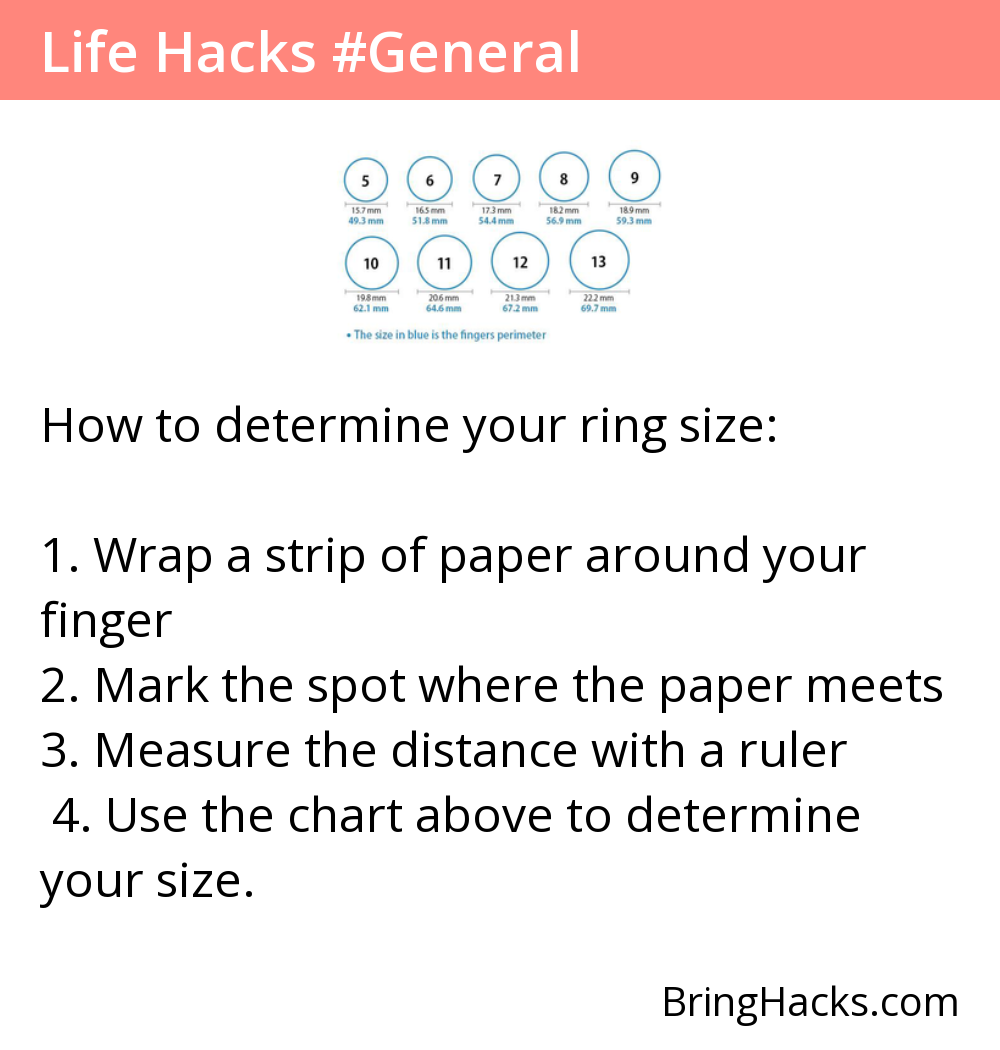 Life Hacks #General
5 6 7 8 9
15.7 mm 16.5 mm 17.3 mm 18.2 mm 18.9 mm
49.3 mm 51.8 mm 54.4 mm 56.9 mm 59.3 mm
10 11 12 13
19.8 mm 20.6 mm 21.3 mm 22.2 mm
62.1 mm 64.6 mm 67.2 mm 69.7 mm
• The size in blue is the fingers perimeter
How to determine your ring size:
1. Wrap a strip of paper around your
finger
2. Mark the spot where the paper meets
3. Measure the distance with a ruler
4. Use the chart above to determine
your size.
BringHacks.com